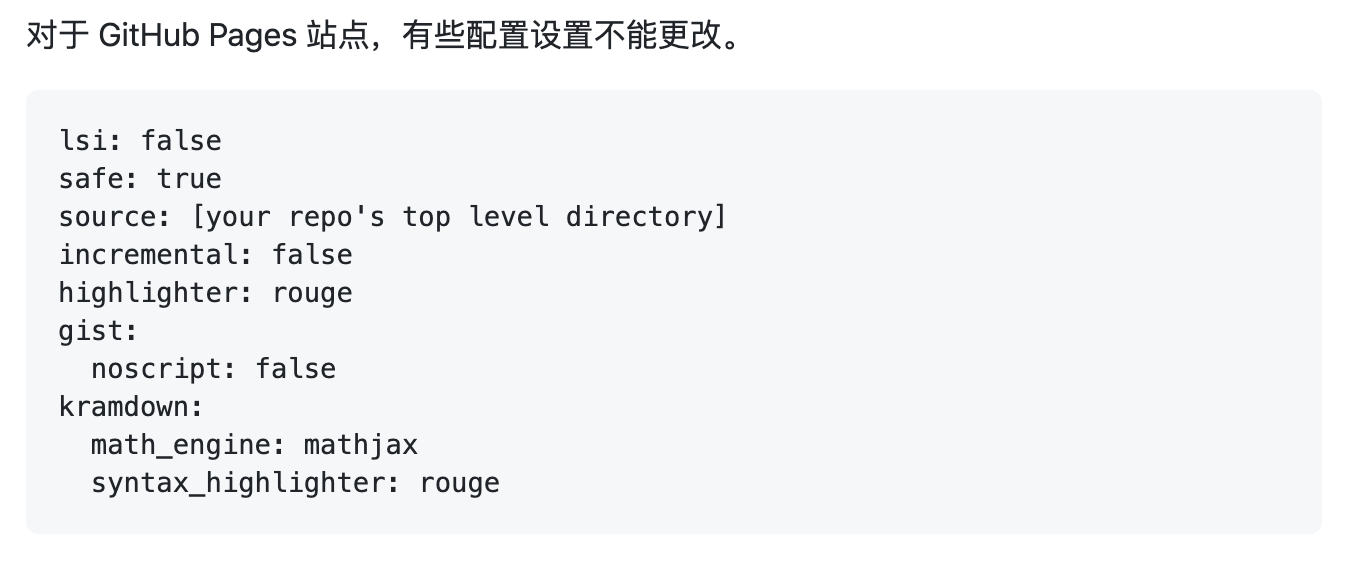 对于 GitHub Pages 站点，有些配置设置不能更改。
lsi: false
safe: true
source: [your repo's top level directory]
incremental: false
highlighter: rouge
gist:
  noscript: false
kramdown:
  math_engine: mathjax
  syntax_highlighter: rouge